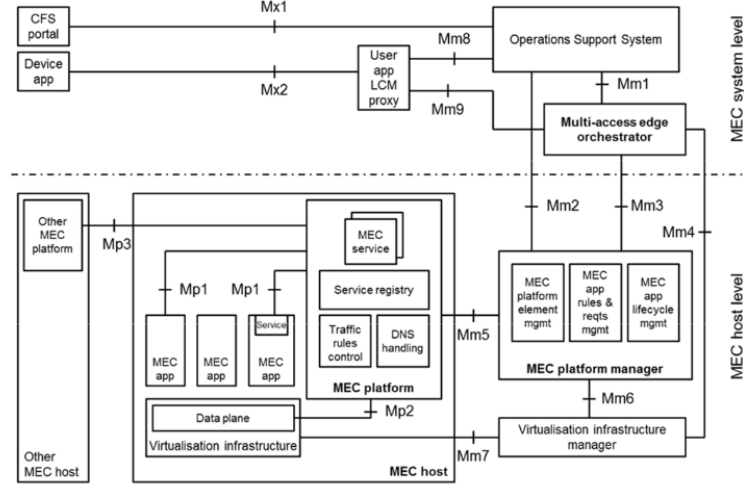 CFS
portal
Mx1
Operations Support System
Device
app
Mx2
User
app
LCM
proxy
Mm8
Mm9
Mm1
Multi-access edge
orchestrator
MEC system level
Other
MEC
platform
Mp3
MEC
service
Mm2
Mm3
Mm4
Mp1
Mp1
Service registry
MEC
platform
element
mgmt
MEC
app
rules &
reqts
mgmt
MEC
app
lifecycle
mgmt
MEC host level
Service
MEC
app
MEC
app
MEC
app
Traffic
rules
control
DNS
handling
Mm5
MEC platform
MEC platform manager
Mp2
Mm6
Data plane
Virtualisation infrastructure
Mm7
Virtualisation infrastructure
manager
Other
MEC host
MEC host